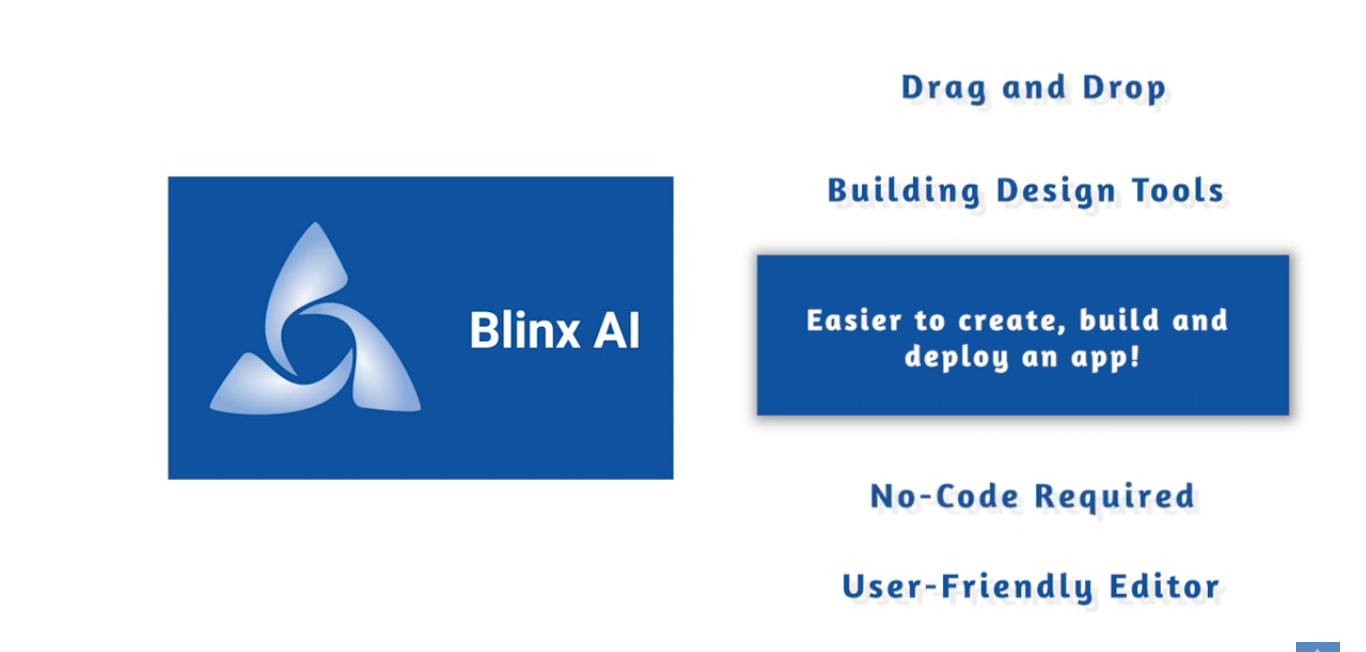 Drag and Drop
Building Design Tools
Blinx AI
Easier to create, build and
deploy an app!
No-Code Required
User-Friendly Editor